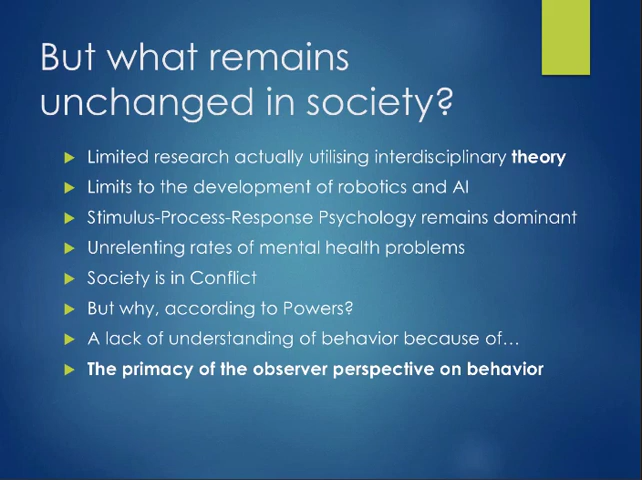 But what remains
unchanged in society?
Limited research actually utilising interdisciplinary theory
Limits to the development of robotics and AI
Stimulus-Process-Response Psychology remains dominant
Unrelenting rates of mental health problems
Society is in Conflict
But why, according to Powers?
A lack of understanding of behavior because of…
The primacy of the observer perspective on behavior